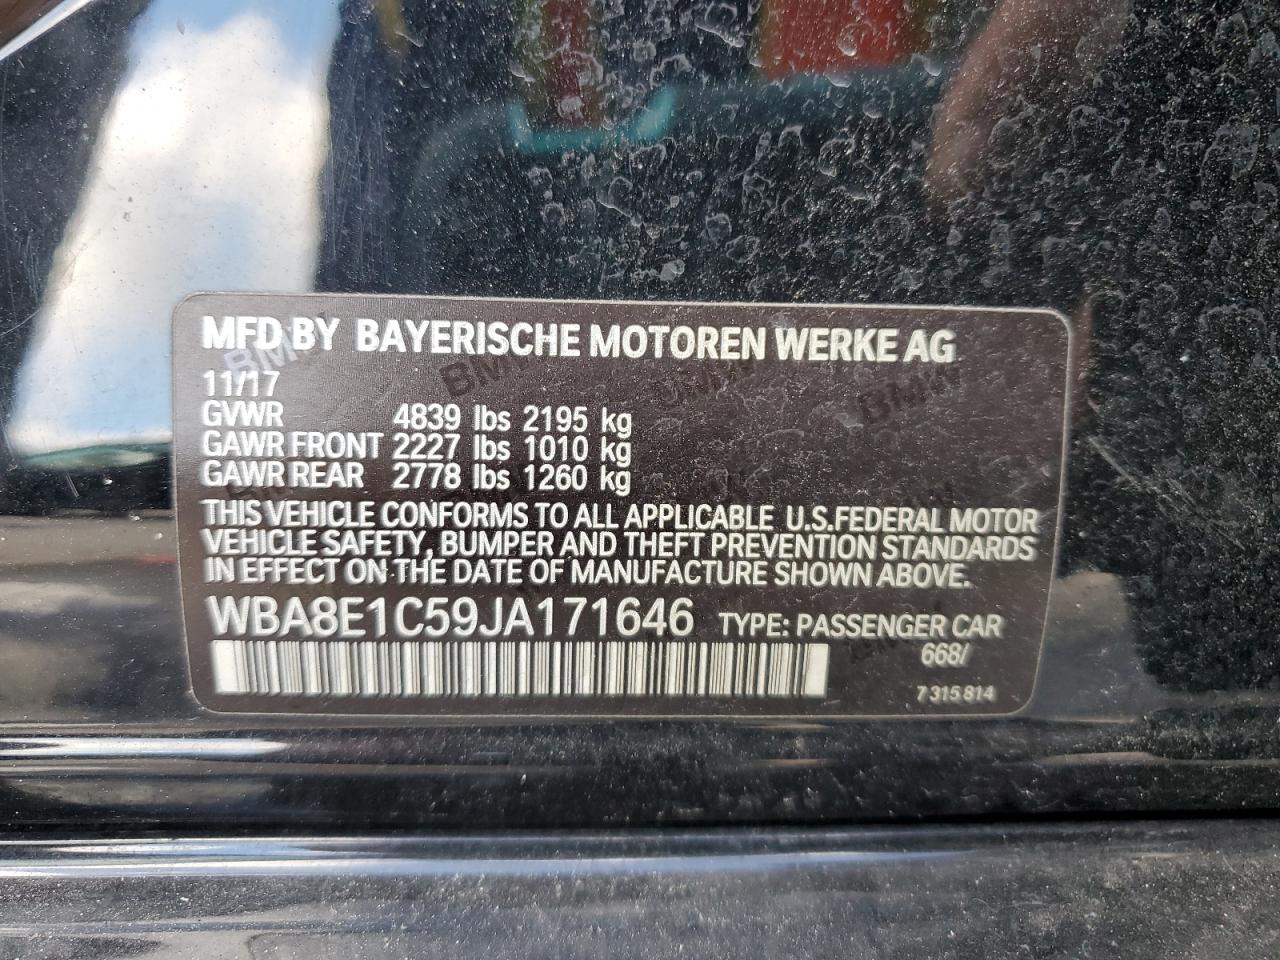 MFD BY BAYERISCHE MOTOREN WERKE AG
11/17
GVWR 4839 lbs 2195 kg
GAWR FRONT 2227 lbs 1010 kg
GAWR REAR 2778 lbs 1260 kg
THIS VEHICLE CONFORMS TO ALL APPLICABLE U.S.FEDERAL MOTOR
VEHICLE SAFETY, BUMPER AND THEFT PREVENTION STANDARDS
IN EFFECT ON THE DATE OF MANUFACTURE SHOWN ABOVE.
WBA8E1C59JA171646 TYPE: PASSENGER CAR
668/
7 315 814